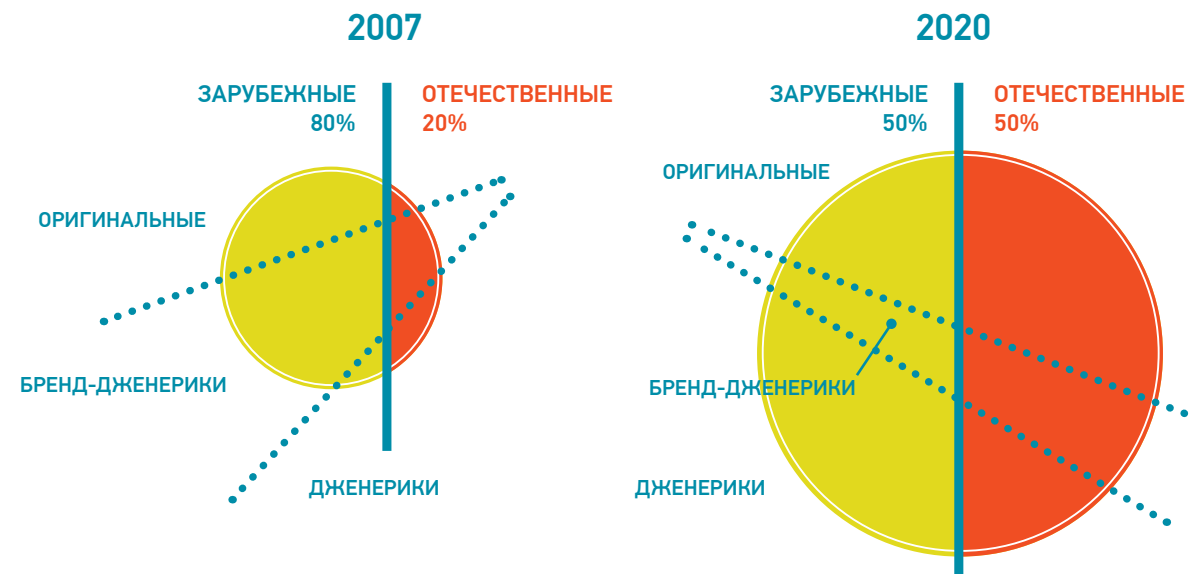 2007
ЗАРУБЕЖНЫЕ
80%
ОТЕЧЕСТВЕННЫЕ
20%
ОРИГИНАЛЬНЫЕ
БРЕНД-ДЖЕНЕРИКИ
ДЖЕНЕРИКИ
2020
ЗАРУБЕЖНЫЕ
50%
ОТЕЧЕСТВЕННЫЕ
50%
ОРИГИНАЛЬНЫЕ
БРЕНД-ДЖЕНЕРИКИ
ДЖЕНЕРИКИ